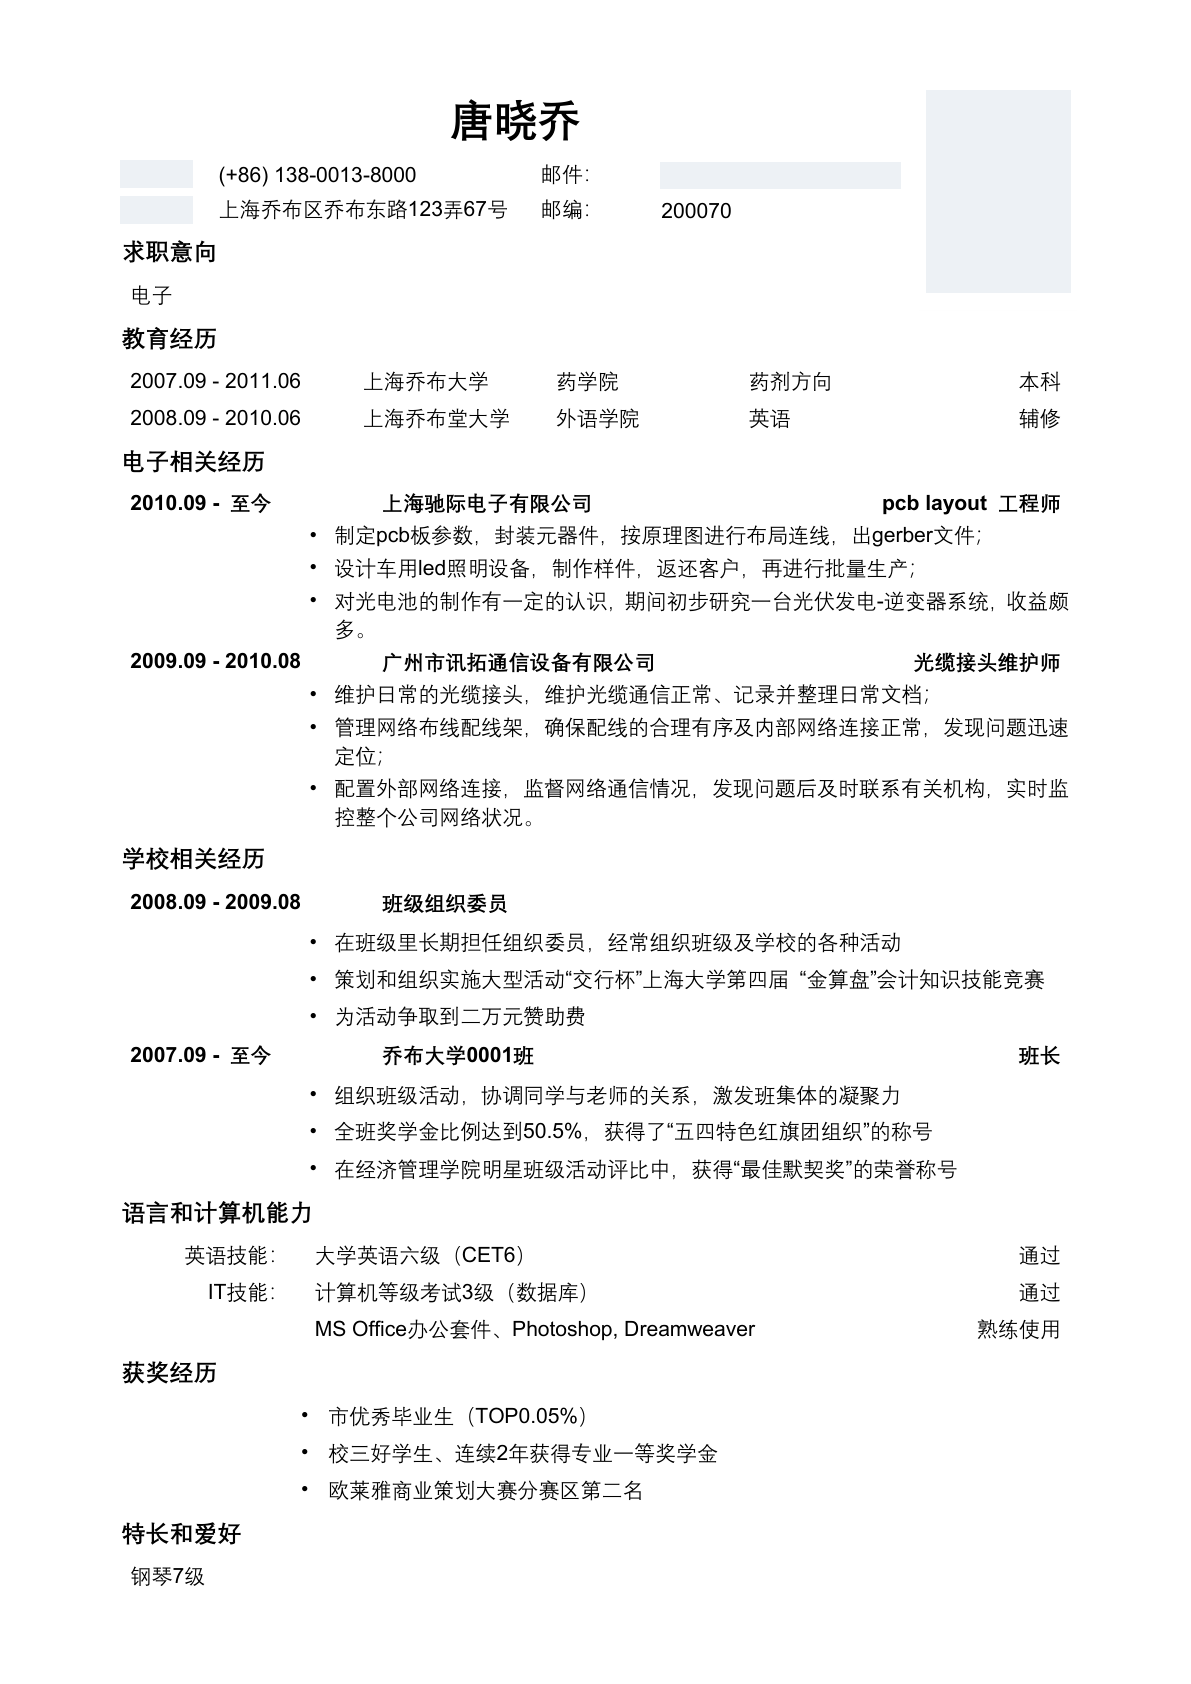 唐晓乔
(+86) 138-0013-8000 邮件：
上海乔布区乔布东路123弄67号 邮编： 200070
求职意向
电子
教育经历
2007.09 - 2011.06 上海乔布大学 药学院 药剂方向 本科
2008.09 - 2010.06 上海乔布堂大学 外语学院 英语 辅修
电子相关经历
2010.09 - 至今 上海驰际电子有限公司 pcb layout 工程师
• 制定pcb板参数，封装元器件，按原理图进行布局连线，出gerber文件；
• 设计车用led照明设备，制作样件，返还客户，再进行批量生产；
• 对光电池的制作有一定的认识，期间初步研究一台光伏发电-逆变器系统，收益颇
多。
2009.09 - 2010.08 广州市讯拓通信设备有限公司 光缆接头维护师
• 维护日常的光缆接头，维护光缆通信正常、记录并整理日常文档；
• 管理网络布线配线架，确保配线的合理有序及内部网络连接正常，发现问题迅速
定位；
• 配置外部网络连接，监督网络通信情况，发现问题后及时联系有关机构，实时监
控整个公司网络状况。
学校相关经历
2008.09 - 2009.08 班级组织委员
• 在班级里长期担任组织委员，经常组织班级及学校的各种活动
• 策划和组织实施大型活动“交行杯”上海大学第四届 “金算盘”会计知识技能竞赛
• 为活动争取到二万元赞助费
2007.09 - 至今 乔布大学0001班 班长
• 组织班级活动，协调同学与老师的关系，激发班集体的凝聚力
• 全班奖学金比例达到50.5%，获得了“五四特色红旗团组织”的称号
• 在经济管理学院明星班级活动评比中，获得“最佳默契奖”的荣誉称号
语言和计算机能力
英语技能： 大学英语六级（CET6） 通过
IT技能： 计算机等级考试3级（数据库） 通过
MS Office办公套件、Photoshop, Dreamweaver 熟练使用
获奖经历
• 市优秀毕业生（TOP0.05%）
• 校三好学生、连续2年获得专业一等奖学金
• 欧莱雅商业策划大赛分赛区第二名
特长和爱好
钢琴7级